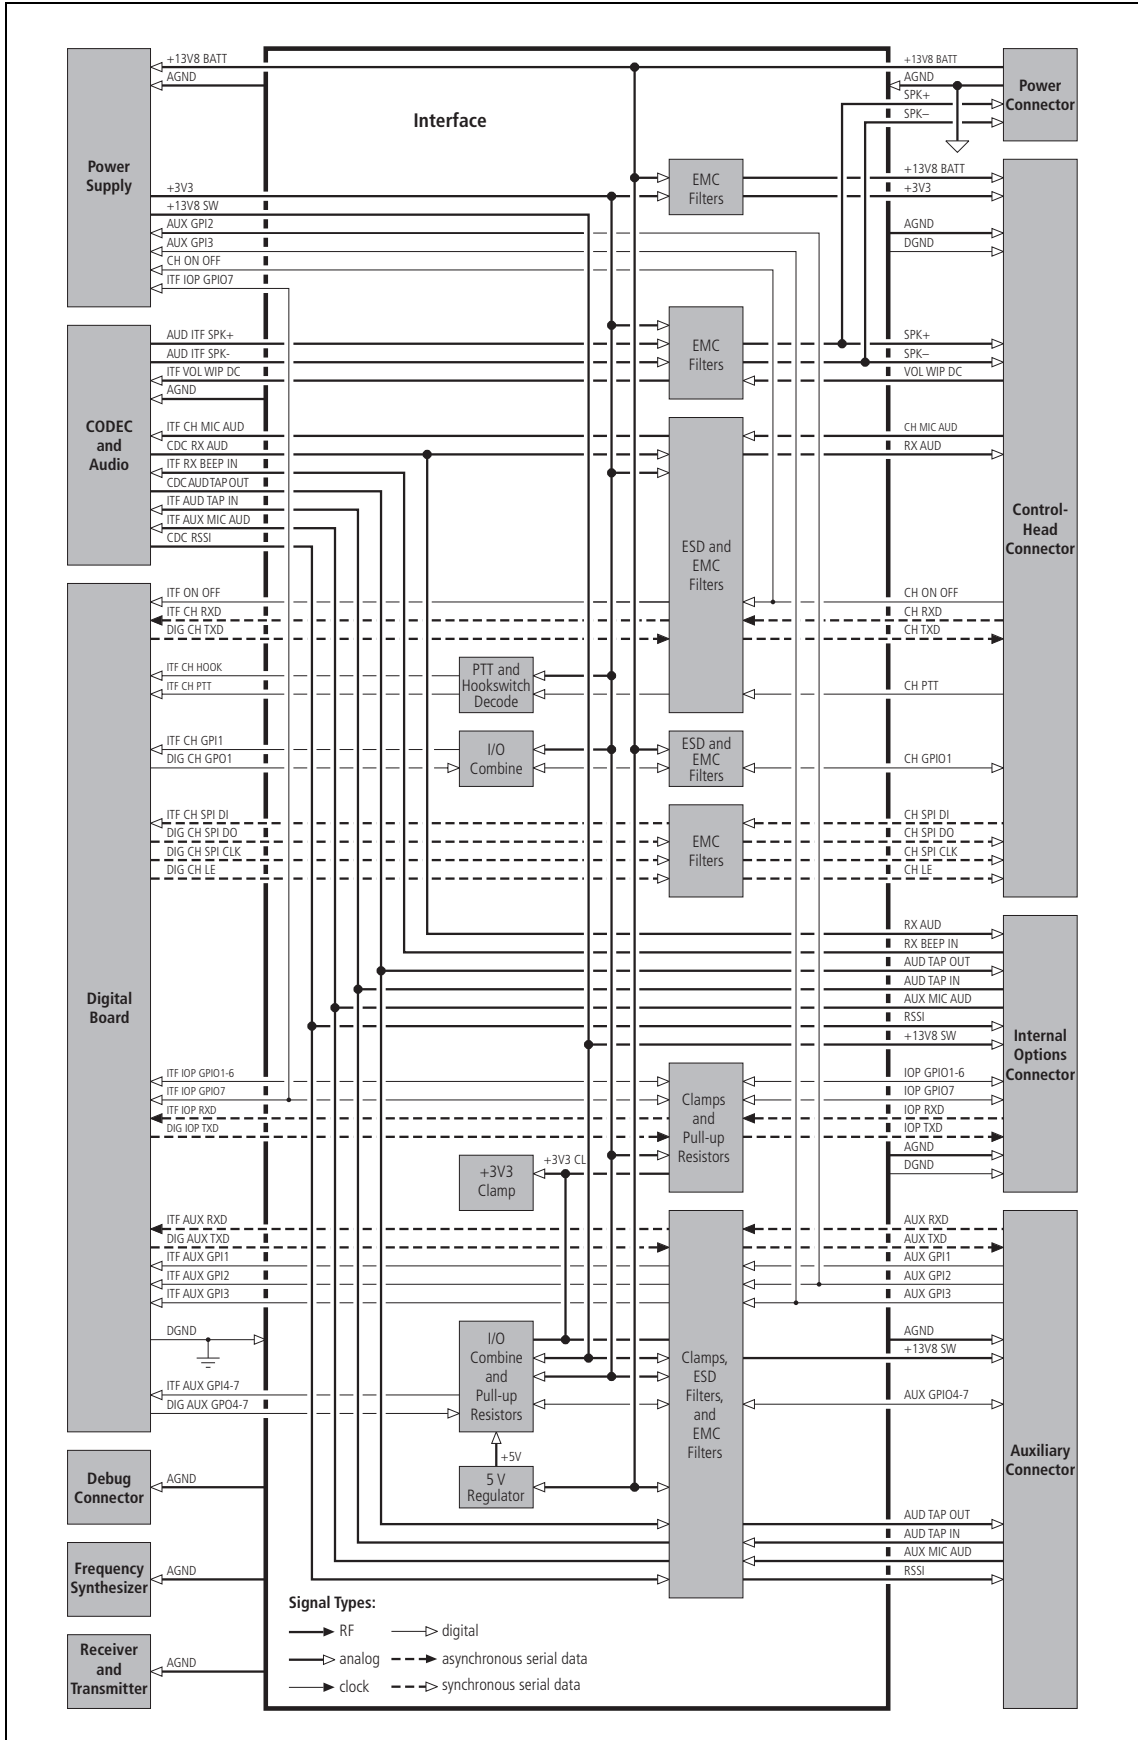 +13V8 BATT
AGND
Power
Supply
+3V3
+13V8 SW
AUX GPI2
AUX GPI3
CH ON OFF
ITF IOP GPIO7
AUD ITF SPK+
AUD ITF SPK-
ITF VOL WIP DC
AGND
CODEC
and
Audio
ITF CH MIC AUD
CDC RX AUD
ITF RX BEEP IN
CDC AUD TAP OUT
ITF AUD TAP IN
ITF AUX MIC AUD
CDC RSSI
ITF ON OFF
ITF CH RXD
DIG CH TXD
ITF CH HOOK
ITF CH PTT
ITF CH GPI1
DIG CH GPO1
ITF CH SPI DI
DIG CH SPI DO
DIG CH SPI CLK
DIG CH LE
Digital
Board
ITF IOP GPIO1-6
ITF IOP GPIO7
ITF IOP RXD
DIG IOP TXD
ITF AUX RXD
DIG AUX TXD
ITF AUX GPI1
ITF AUX GPI2
ITF AUX GPI3
DGND
ITF AUX GPI4-7
DIG AUX GPO4-7
Debug
Connector
AGND
Frequency
Synthesizer
AGND
Receiver
and
Transmitter
AGND
Interface
EMC
Filters
EMC
Filters
ESD and
EMC
Filters
PTT and
Hookswitch
Decode
I/O
Combine
ESD and
EMC
Filters
EMC
Filters
Clamps
and
Pull-up
Resistors
+3V3 CL
+3V3
Clamp
I/O
Combine
and
Pull-up
Resistors
+5V
5 V
Regulator
Clamps,
ESD
Filters,
and
EMC
Filters
Signal Types:
RF
digital
analog
asynchronous serial data
clock
synchronous serial data
+13V8 BATT
AGND
SPK+
SPK–
Power
Connector
+13V8 BATT
+3V3
AGND
DGND
SPK+
SPK–
VOL WIP DC
CH MIC AUD
RX AUD
Control-
Head
Connector
CH ON OFF
CH RXD
CH TXD
CH PTT
CH GPIO1
CH SPI DI
CH SPI DO
CH SPI CLK
CH LE
RX AUD
RX BEEP IN
AUD TAP OUT
AUD TAP IN
AUX MIC AUD
RSSI
+13V8 SW
Internal
Options
Connector
IOP GPIO1-6
IOP GPIO7
IOP RXD
IOP TXD
AGND
DGND
AUX RXD
AUX TXD
AUX GPI1
AUX GPI2
AUX GPI3
AGND
+13V8 SW
AUX GPIO4-7
Auxiliary
Connector
AUD TAP OUT
AUD TAP IN
AUX MIC AUD
RSSI